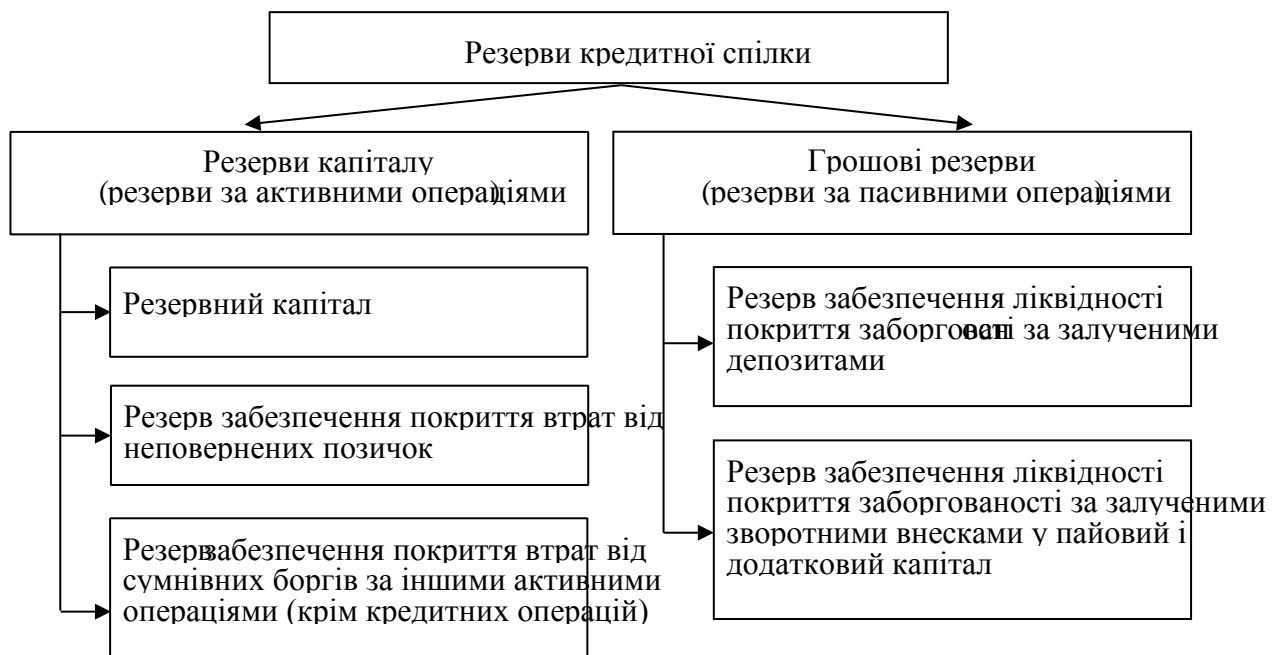 Резерви кредитної спілки
Резерви капіталу
(резерви за активними операціями)
Грошові резерви
(резерви за пасивними операціями)
Резервний капітал
Резерв забезпечення покриття втрат від
неповернених позичок
Резерв забезпечення покриття втрат від
сумнівних боргів за іншими активними
операціями (крім кредитних операцій)
Резерв забезпечення ліквідності
покриття заборгованості за залученими
депозитами
Резерв забезпечення ліквідності
покриття заборгованості за залученими
зворотними внесками у пайовий і
додатковий капітал